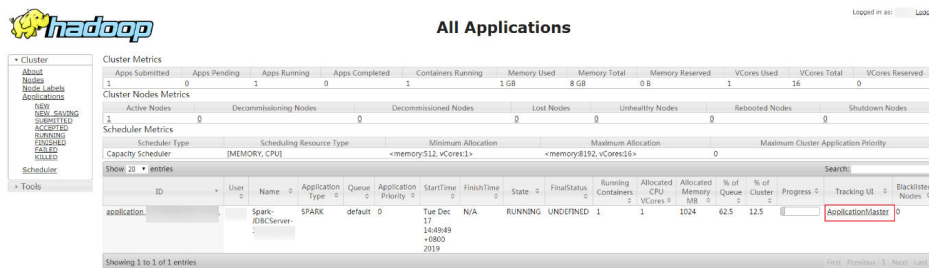 Logged in as:
hadoop
All Applications
Cluster
About
Nodes
Node Labels
Applications
NEW
NEW_SAVING
SUBMITTED
ACCEPTED
RUNNING
FINISHED
FAILED
KILLED
Scheduler
Tools
Cluster Metrics
Apps Submitted Apps Pending Apps Running Apps Completed Containers Running Memory Used Memory Total Memory Reserved VCores Used VCores Total VCores Reserved
1 0 1 0 1 1 GB 8 GB 0 B 1 16 0
Cluster Nodes Metrics
Active Nodes Decommissioning Nodes Decommissioned Nodes Lost Nodes Unhealthy Nodes Rebooted Nodes Shutdown Nodes
1 0 0 0 0 0 0
Scheduler Metrics
Scheduler Type Scheduling Resource Type Minimum Allocation Maximum Allocation Maximum Cluster Application Priority
Capacity Scheduler [MEMORY, CPU] <memory:512, vCores:1> <memory:8192, vCores:16> 0
Show 20 entries Search:
ID User Name Application Type Queue Application Priority StartTime FinishTime State FinalStatus Running Containers Allocated CPU VCores Allocated Memory MB % of Queue % of Cluster Progress Tracking UI Blacklisted Nodes
application_ Spark- SPARK default 0 Tue Dec N/A RUNNING UNDEFINED 1 1 1024 62.5 12.5 ApplicationMaster 0
JDBCServer- 17
14:49:49
+0800
2019
Showing 1 to 1 of 1 entries First Previous 1 Next Last